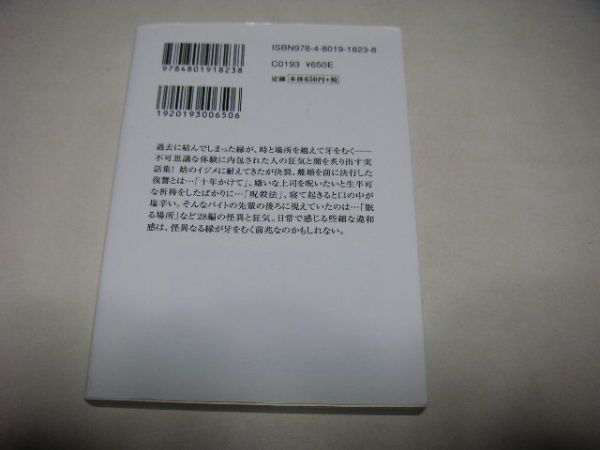 ISBN978-4-8019-1823-8
C0193 ¥650E
定価 本体650円+税
9784801918238
1920193006506
過去に結んでしまった縁が、時と場所を越えて牙をむく――
不可思議な体験に内包された人の狂気と闇を炙り出す実
話集！ 姑のイジメに耐えてきたが決裂、離婚を前に決行した
復讐とは…「十年かけて」、嫌いな上司を呪いたいと生半可
な祈祷をしたばかりに…「呪殺法」、寝て起きると口の中が
塩辛い。そんなバイトの先輩の後ろに視えていたのは…「眠
る場所」など28編の怪異と狂気。日常で感じる些細な違和
感は、怪異なる縁が牙をむく前兆なのかもしれない。